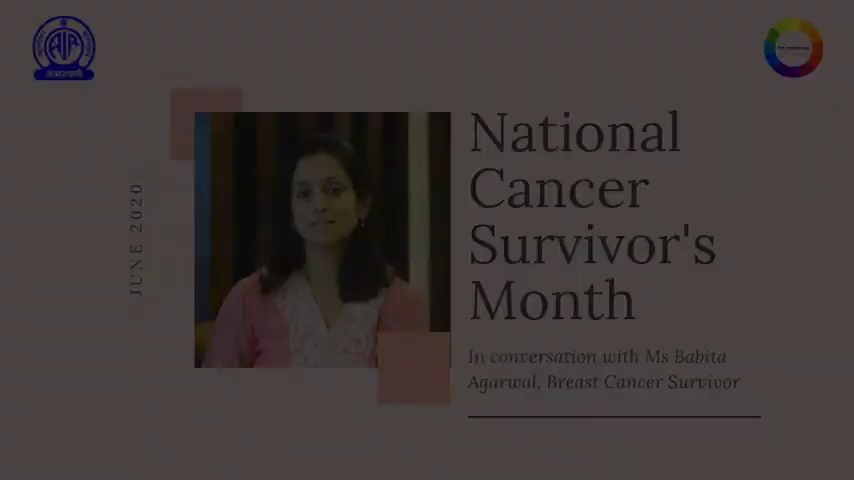 JUNE 2020
National
Cancer
Survivor's
Month
In conversation with Ms Babita
Agarwal, Breast Cancer Survivor